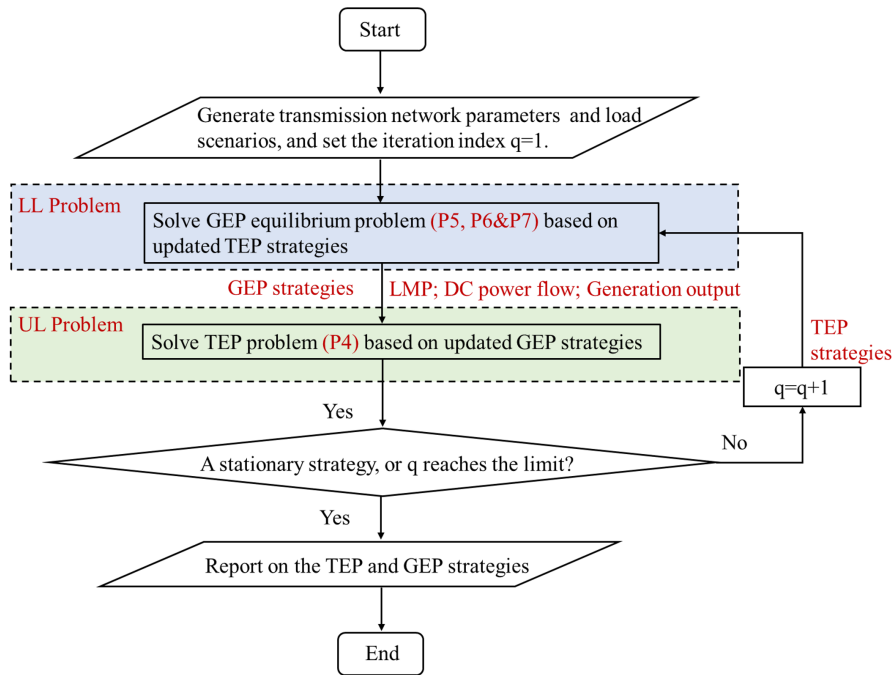 Start
Generate transmission network parameters and load
scenarios, and set the iteration index q=1.
LL Problem
Solve GEP equilibrium problem (P5, P6&P7) based on
updated TEP strategies
GEP strategies
LMP; DC power flow; Generation output
UL Problem
Solve TEP problem (P4) based on updated GEP strategies
TEP
strategies
q=q+1
Yes
A stationary strategy, or q reaches the limit?
No
Yes
Report on the TEP and GEP strategies
End